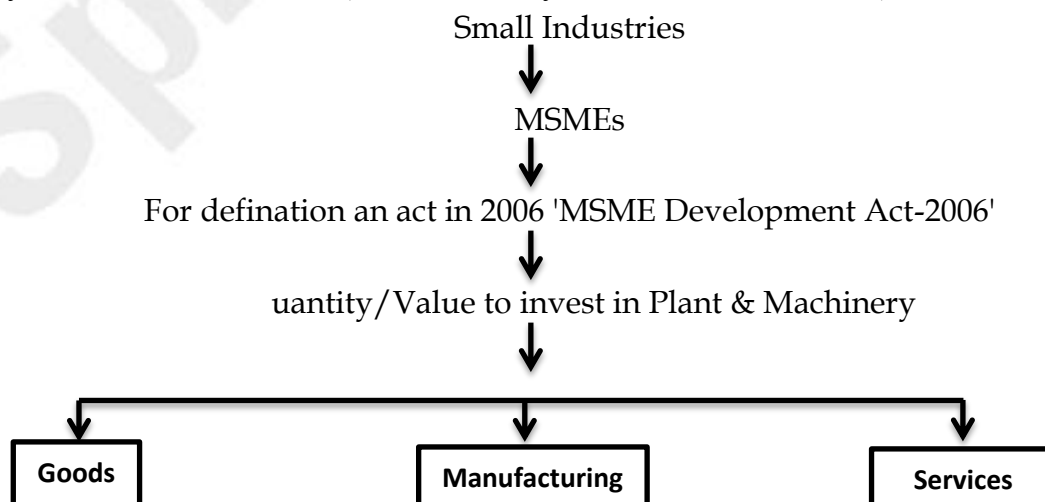 Small Industries
MSMEs
For defination an act in 2006 'MSME Development Act-2006'
uantity/Value to invest in Plant & Machinery
Goods
Manufacturing
Services